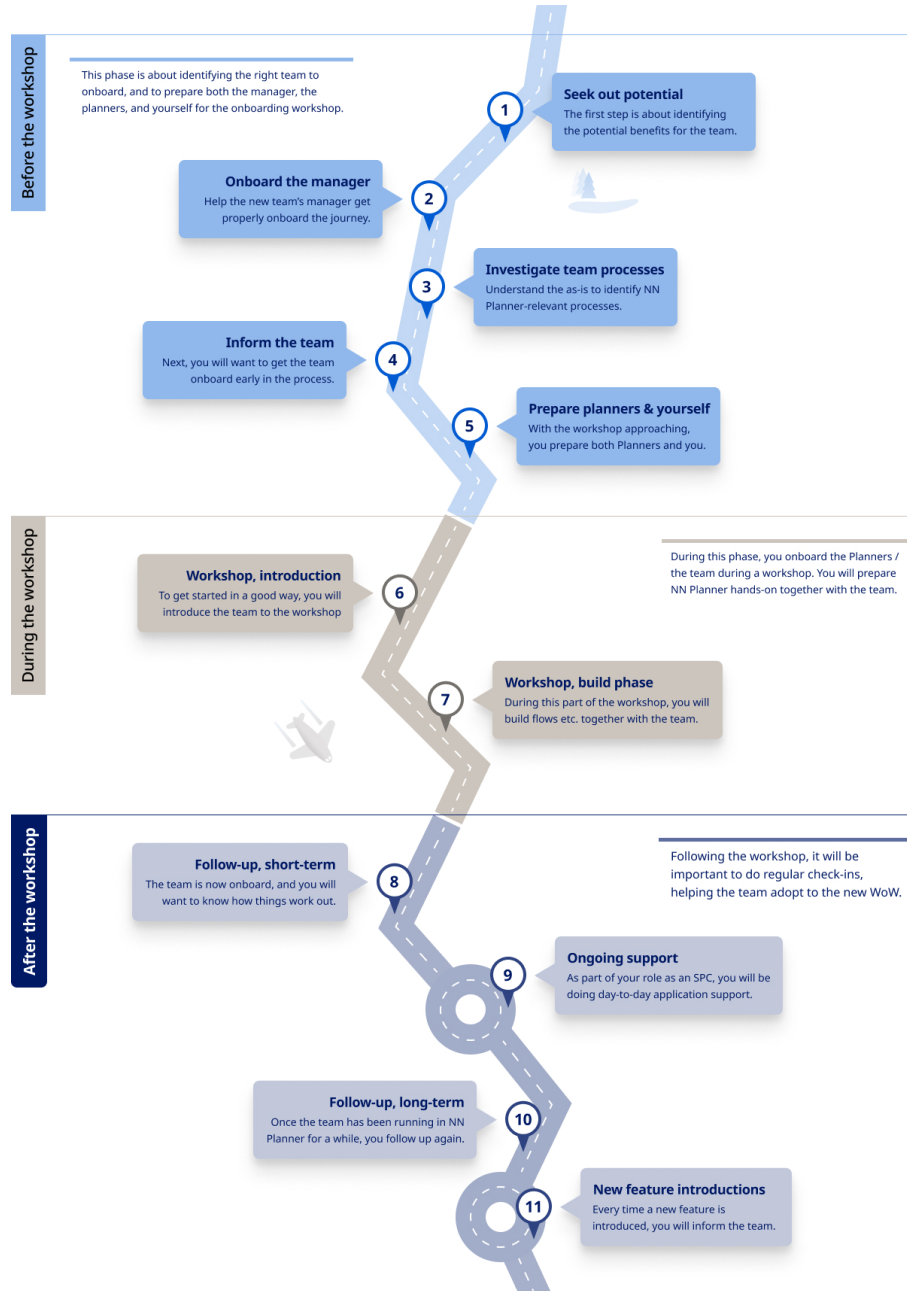 Before the workshop
This phase is about identifying the right team to
onboard, and to prepare both the manager, the
planners, and yourself for the onboarding workshop.
1
Seek out potential
The first step is about identifying
the potential benefits for the team.
Onboard the manager
Help the new team’s manager get
properly onboard the journey.
2
3
Investigate team processes
Understand the as-is to identify NN
Planner-relevant processes.
Inform the team
Next, you will want to get the team
onboard early in the process.
4
5
Prepare planners & yourself
With the workshop approaching,
you prepare both Planners and you.
During the workshop
During this phase, you onboard the Planners /
the team during a workshop. You will prepare
NN Planner hands-on together with the team.
Workshop, introduction
To get started in a good way, you will
introduce the team to the workshop
6
7
Workshop, build phase
During this part of the workshop, you will
build flows etc. together with the team.
After the workshop
Following the workshop, it will be
important to do regular check-ins,
helping the team adopt to the new WoW.
Follow-up, short-term
The team is now onboard, and you will
want to know how things work out.
8
9
Ongoing support
As part of your role as an SPC, you will be
doing day-to-day application support.
Follow-up, long-term
Once the team has been running in NN
Planner for a while, you follow up again.
10
11
New feature introductions
Every time a new feature is
introduced, you will inform the team.